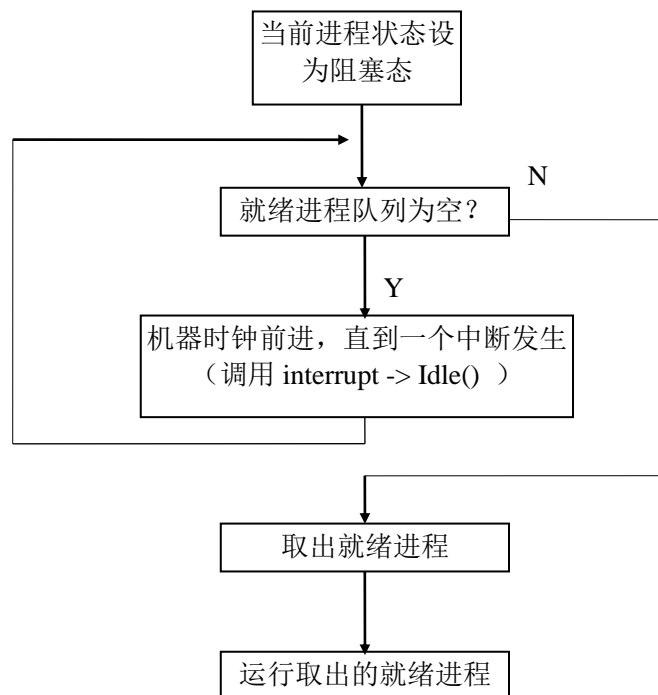 当前进程状态设
为阻塞态
N
就绪进程队列为空？
Y
机器时钟前进，直到一个中断发生
（调用 interrupt -> Idle() ）
取出就绪进程
运行取出的就绪进程